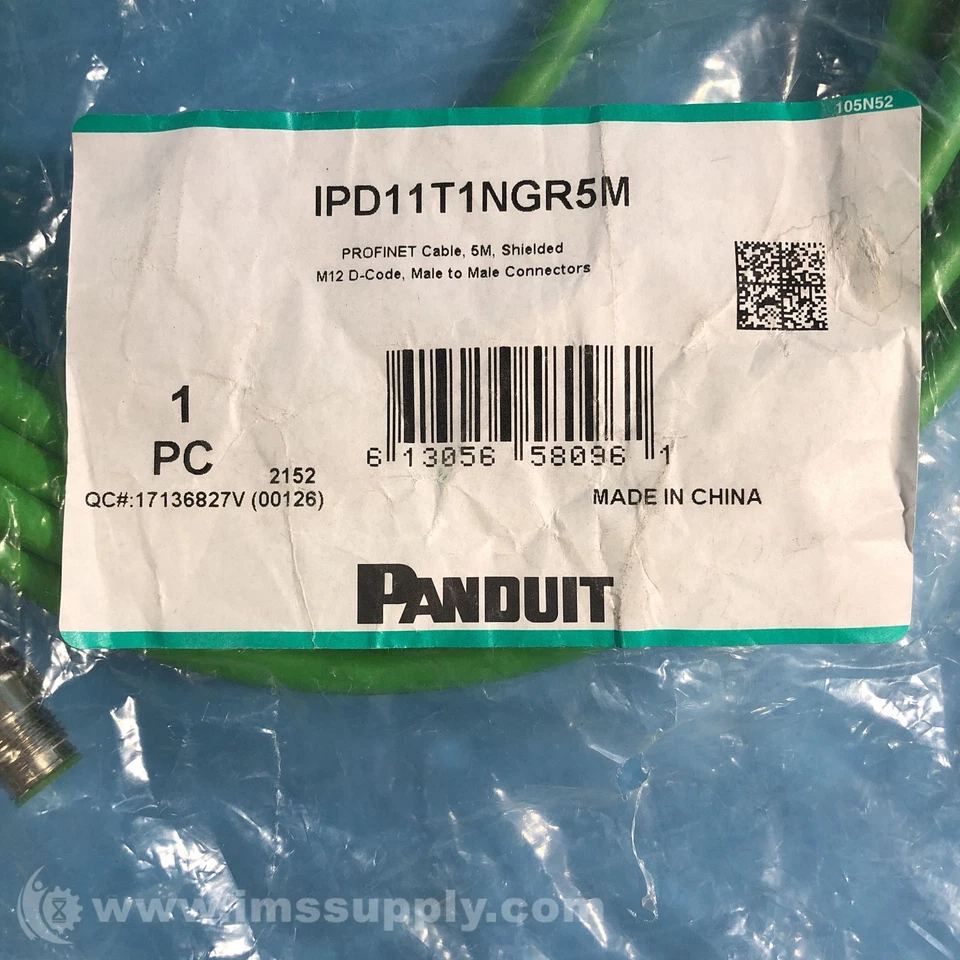 105N52
IPD11T1NGR5M
PROFINET Cable, 5M, Shielded
M12 D-Code, Male to Male Connectors
1
PC
2152
QC#:17136827V (00126)
6 13056 58096 1
MADE IN CHINA
PANDUIT
www.imssupply.com